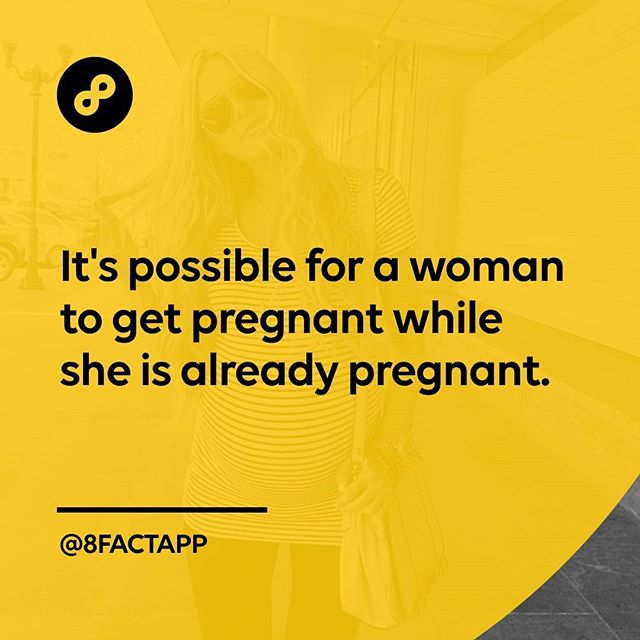 It's possible for a woman
to get pregnant while
she is already pregnant.
@8FACTAPP